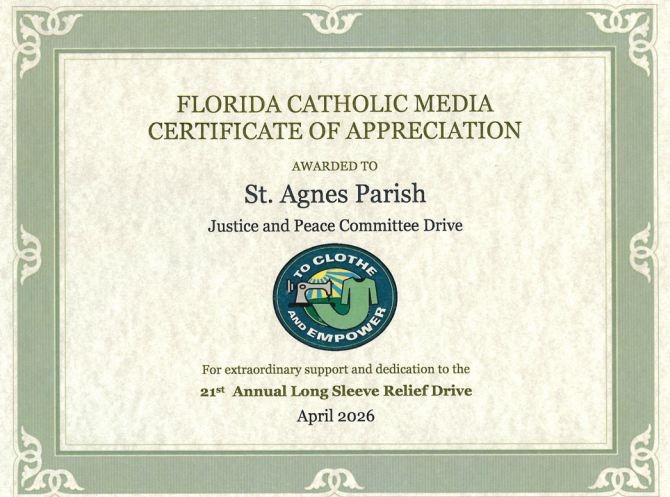 FLORIDA CATHOLIC MEDIA
CERTIFICATE OF APPRECIATION
AWARDED TO
St. Agnes Parish
Justice and Peace Committee Drive
TO CLOTHE
AND EMPOWER
For extraordinary support and dedication to the
21st Annual Long Sleeve Relief Drive
April 2026